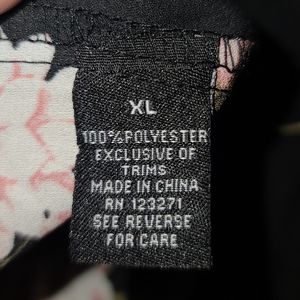 XL
100%POLYESTER
EXCLUSIVE OF
TRIMS
MADE IN CHINA
RN 123271
SEE REVERSE
FOR CARE